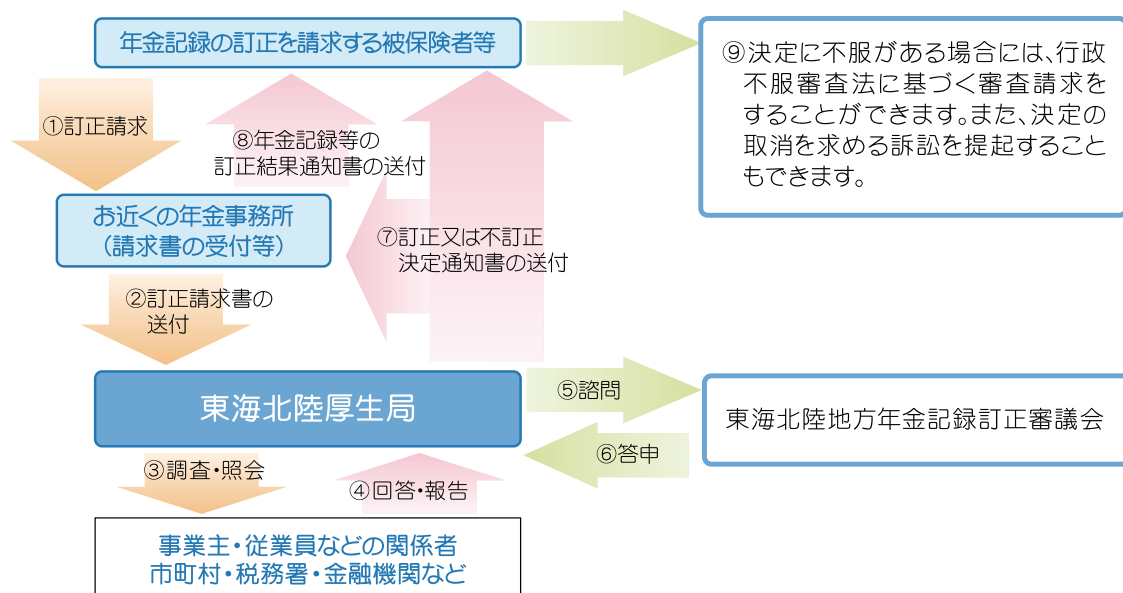 年金記録の訂正を請求する被保険者等
①訂正請求
⑧年金記録等の
訂正結果通知書の送付
⑨決定に不服がある場合には、行政
不服審査法に基づく審査請求を
することができます。また、決定の
取消を求める訴訟を提起すること
もできます。
お近くの年金事務所
（請求書の受付等）
⑦訂正又は不訂正
決定通知書の送付
②訂正請求書の
送付
東海北陸厚生局
⑤諮問
⑥答申
東海北陸地方年金記録訂正審議会
③調査・照会
④回答・報告
事業主・従業員などの関係者
市町村・税務署・金融機関など